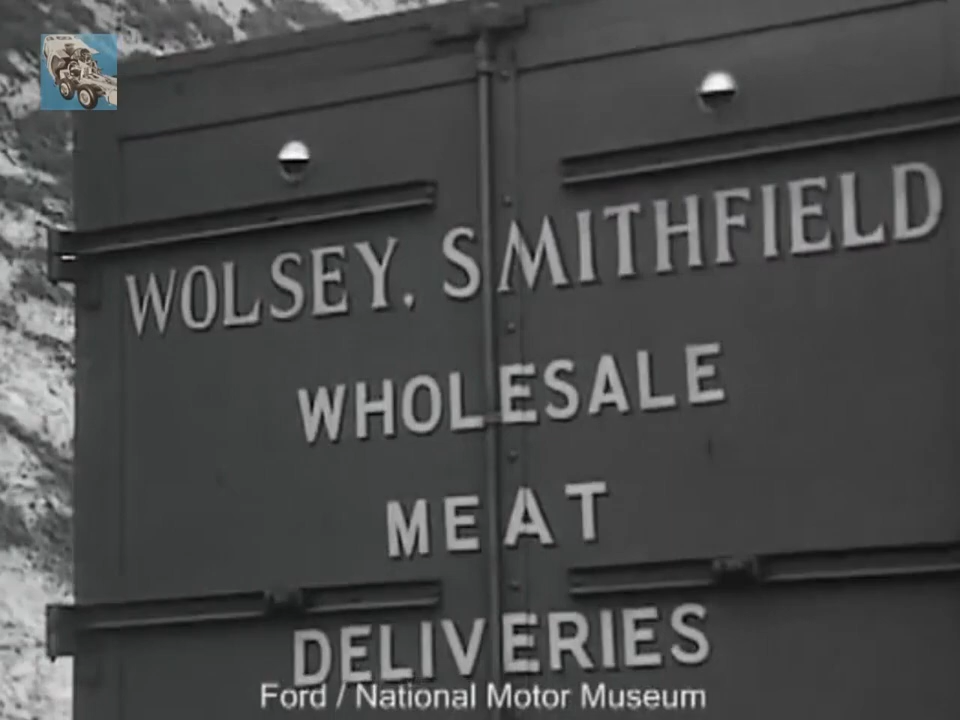 WOLSEY. SMITHFIELD
WHOLESALE
MEAT
DELIVERIES
Ford / National Motor Museum